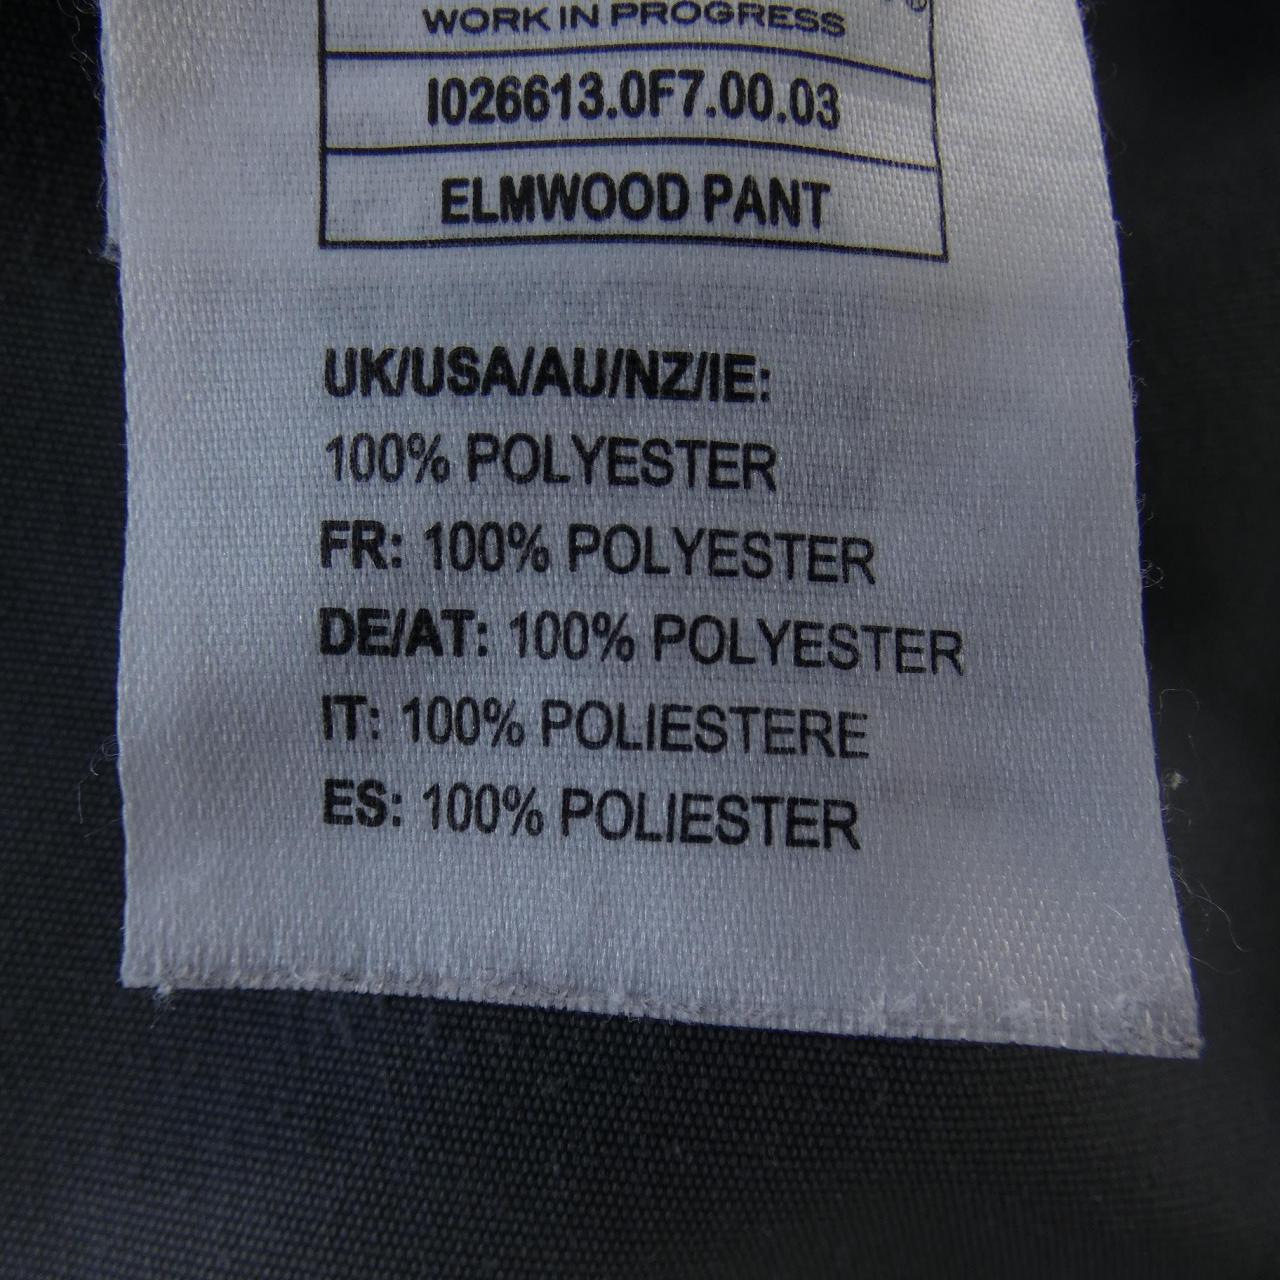 WORK IN PROGRESS
I026613.0F7.00.03
ELMWOOD PANT
UK/USA/AU/NZ/IE:
100% POLYESTER
FR: 100% POLYESTER
DE/AT: 100% POLYESTER
IT: 100% POLIESTERE
ES: 100% POLIESTER